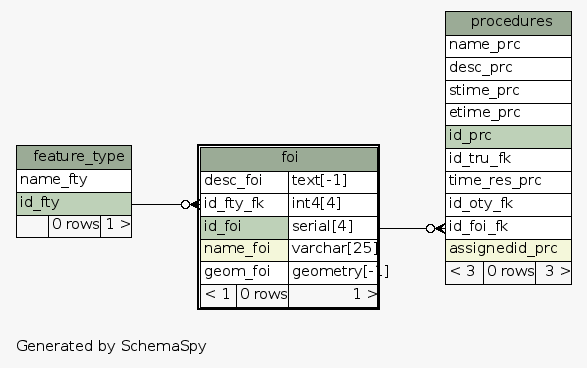 procedures
name_prc
desc_prc
stime_prc
etime_prc
id_prc
id_tru_fk
time_res_prc
id_oty_fk
id_foi_fk
assignedid_prc
< 3 0 rows 3 >
feature_type
name_fty
id_fty
0 rows 1 >
foi
desc_foi text[-1]
id_fty_fk int4[4]
id_foi serial[4]
name_foi varchar[25]
geom_foi geometry[-1]
< 1 0 rows 1 >
Generated by SchemaSpy